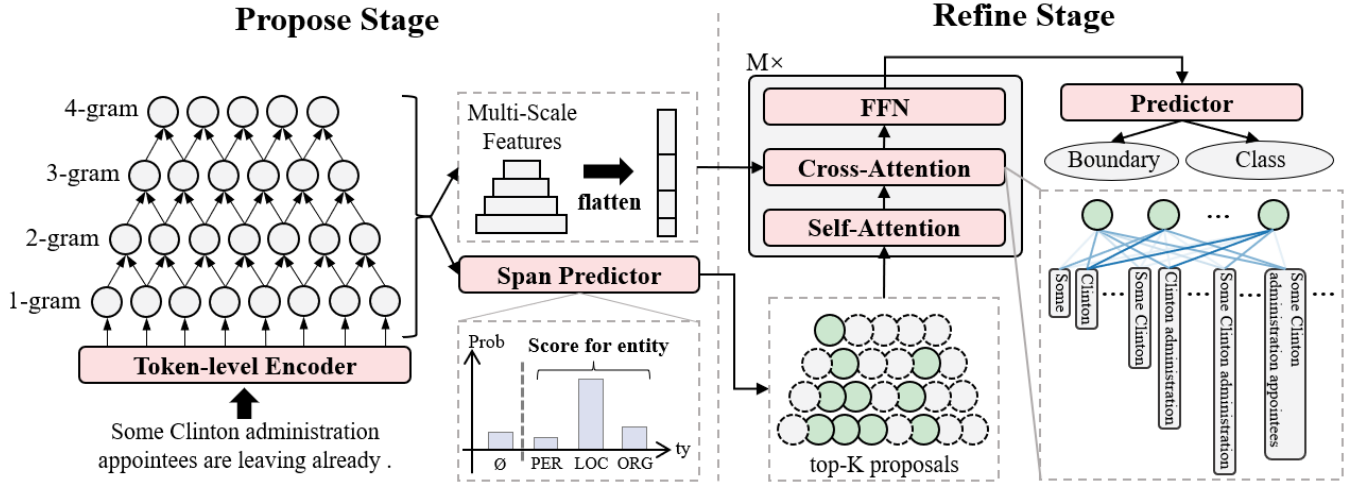 Propose Stage
Refine Stage
4-gram
3-gram
2-gram
1-gram
Token-level Encoder
Some Clinton administration
appointees are leaving already .
Multi-Scale
Features
flatten
Span Predictor
Prob
Score for entity
Ø
PER
LOC
ORG
ty
M×
FFN
Cross-Attention
Self-Attention
top-K proposals
Predictor
Boundary
Class
...
Some
Clinton
...
Some Clinton
Clinton administration
...
Some Clinton administration
...
Some Clinton
administration appointees
...